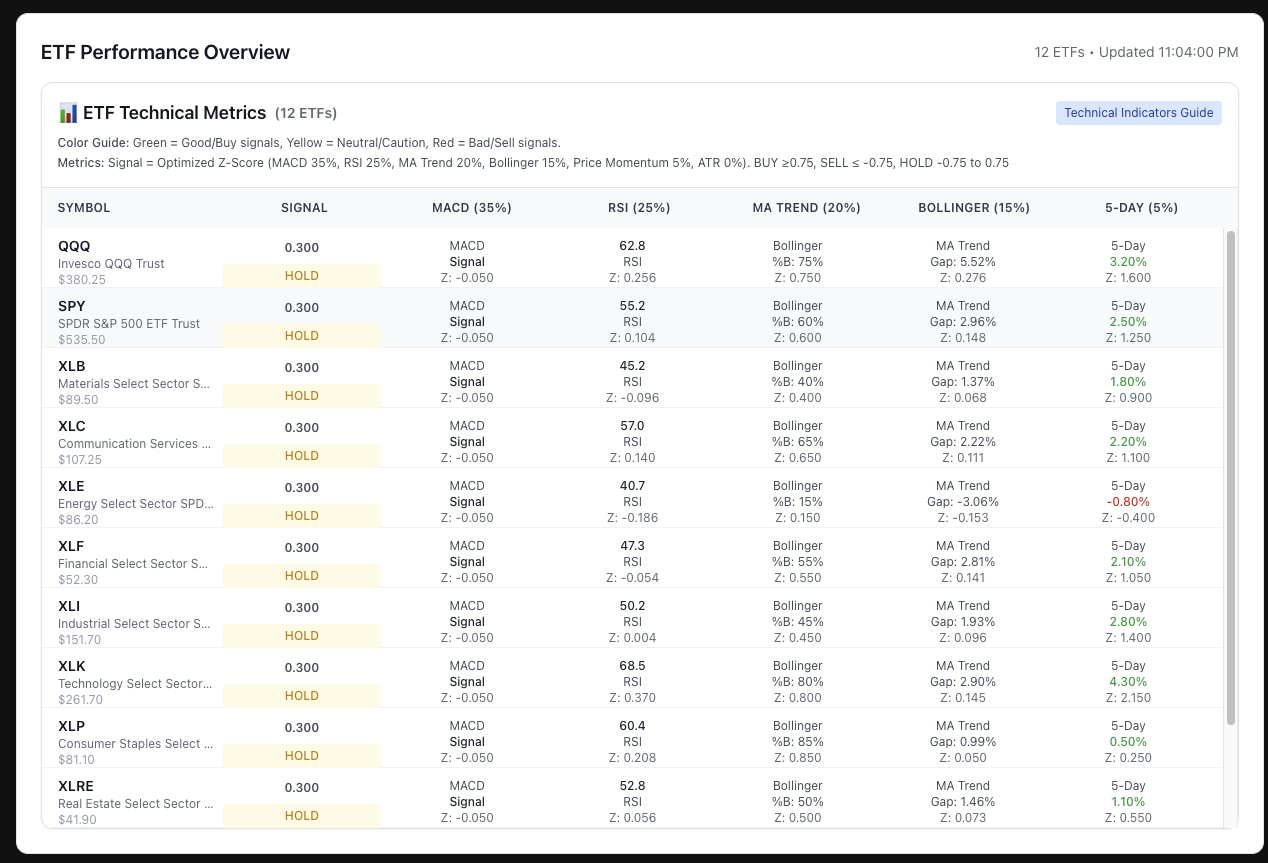 ETF Performance Overview
12 ETFs • Updated 11:04:00 PM
📊 ETF Technical Metrics (12 ETFs)
Technical Indicators Guide
Color Guide: Green = Good/Buy signals, Yellow = Neutral/Caution, Red = Bad/Sell signals.
Metrics: Signal = Optimized Z-Score (MACD 35%, RSI 25%, MA Trend 20%, Bollinger 15%, Price Momentum 5%, ATR 0%). BUY ≥0.75, SELL ≤ -0.75, HOLD -0.75 to 0.75
SYMBOL SIGNAL MACD (35%) RSI (25%) MA TREND (20%) BOLLINGER (15%) 5-DAY (5%)
QQQ 0.300 MACD 62.8 Bollinger MA Trend 5-Day
Invesco QQQ Trust Signal RSI %B: 75% Gap: 5.52% 3.20%
$380.25 HOLD Z: -0.050 Z: 0.256 Z: 0.750 Z: 0.276 Z: 1.600
SPY 0.300 MACD 55.2 Bollinger MA Trend 5-Day
SPDR S&P 500 ETF Trust Signal RSI %B: 60% Gap: 2.96% 2.50%
$535.50 HOLD Z: -0.050 Z: 0.104 Z: 0.600 Z: 0.148 Z: 1.250
XLB 0.300 MACD 45.2 Bollinger MA Trend 5-Day
Materials Select Sector S... Signal RSI %B: 40% Gap: 1.37% 1.80%
$89.50 HOLD Z: -0.050 Z: -0.096 Z: 0.400 Z: 0.068 Z: 0.900
XLC 0.300 MACD 57.0 Bollinger MA Trend 5-Day
Communication Services ... Signal RSI %B: 65% Gap: 2.22% 2.20%
$107.25 HOLD Z: -0.050 Z: 0.140 Z: 0.650 Z: 0.111 Z: 1.100
XLE 0.300 MACD 40.7 Bollinger MA Trend 5-Day
Energy Select Sector SPD... Signal RSI %B: 15% Gap: -3.06% -0.80%
$86.20 HOLD Z: -0.050 Z: -0.186 Z: 0.150 Z: -0.153 Z: -0.400
XLF 0.300 MACD 47.3 Bollinger MA Trend 5-Day
Financial Select Sector S... Signal RSI %B: 55% Gap: 2.81% 2.10%
$52.30 HOLD Z: -0.050 Z: -0.054 Z: 0.550 Z: 0.141 Z: 1.050
XLI 0.300 MACD 50.2 Bollinger MA Trend 5-Day
Industrial Select Sector S... Signal RSI %B: 45% Gap: 1.93% 2.80%
$151.70 HOLD Z: -0.050 Z: 0.004 Z: 0.450 Z: 0.096 Z: 1.400
XLK 0.300 MACD 68.5 Bollinger MA Trend 5-Day
Technology Select Sector... Signal RSI %B: 80% Gap: 2.90% 4.30%
$261.70 HOLD Z: -0.050 Z: 0.370 Z: 0.800 Z: 0.145 Z: 2.150
XLP 0.300 MACD 60.4 Bollinger MA Trend 5-Day
Consumer Staples Select ... Signal RSI %B: 85% Gap: 0.99% 0.50%
$81.10 HOLD Z: -0.050 Z: 0.208 Z: 0.850 Z: 0.050 Z: 0.250
XLRE 0.300 MACD 52.8 Bollinger MA Trend 5-Day
Real Estate Select Sector ... Signal RSI %B: 50% Gap: 1.46% 1.10%
$41.90 HOLD Z: -0.050 Z: 0.056 Z: 0.500 Z: 0.073 Z: 0.550